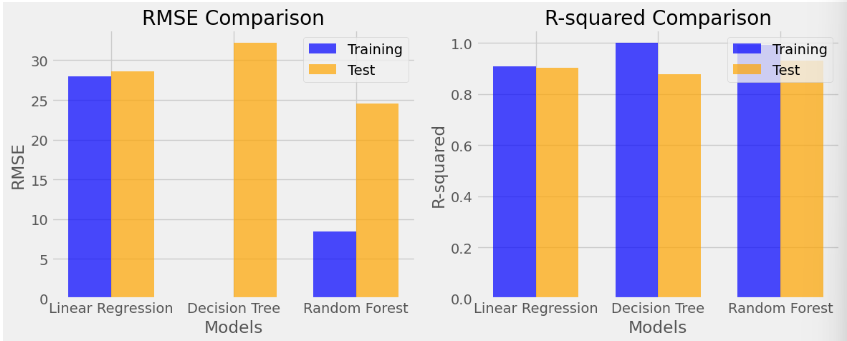 RMSE Comparison
Training
Test
RMSE
30
25
20
15
10
5
0
Linear Regression
Decision Tree
Random Forest
Models
R-squared Comparison
Training
Test
R-squared
1.0
0.8
0.6
0.4
0.2
0.0
Linear Regression
Decision Tree
Random Forest
Models